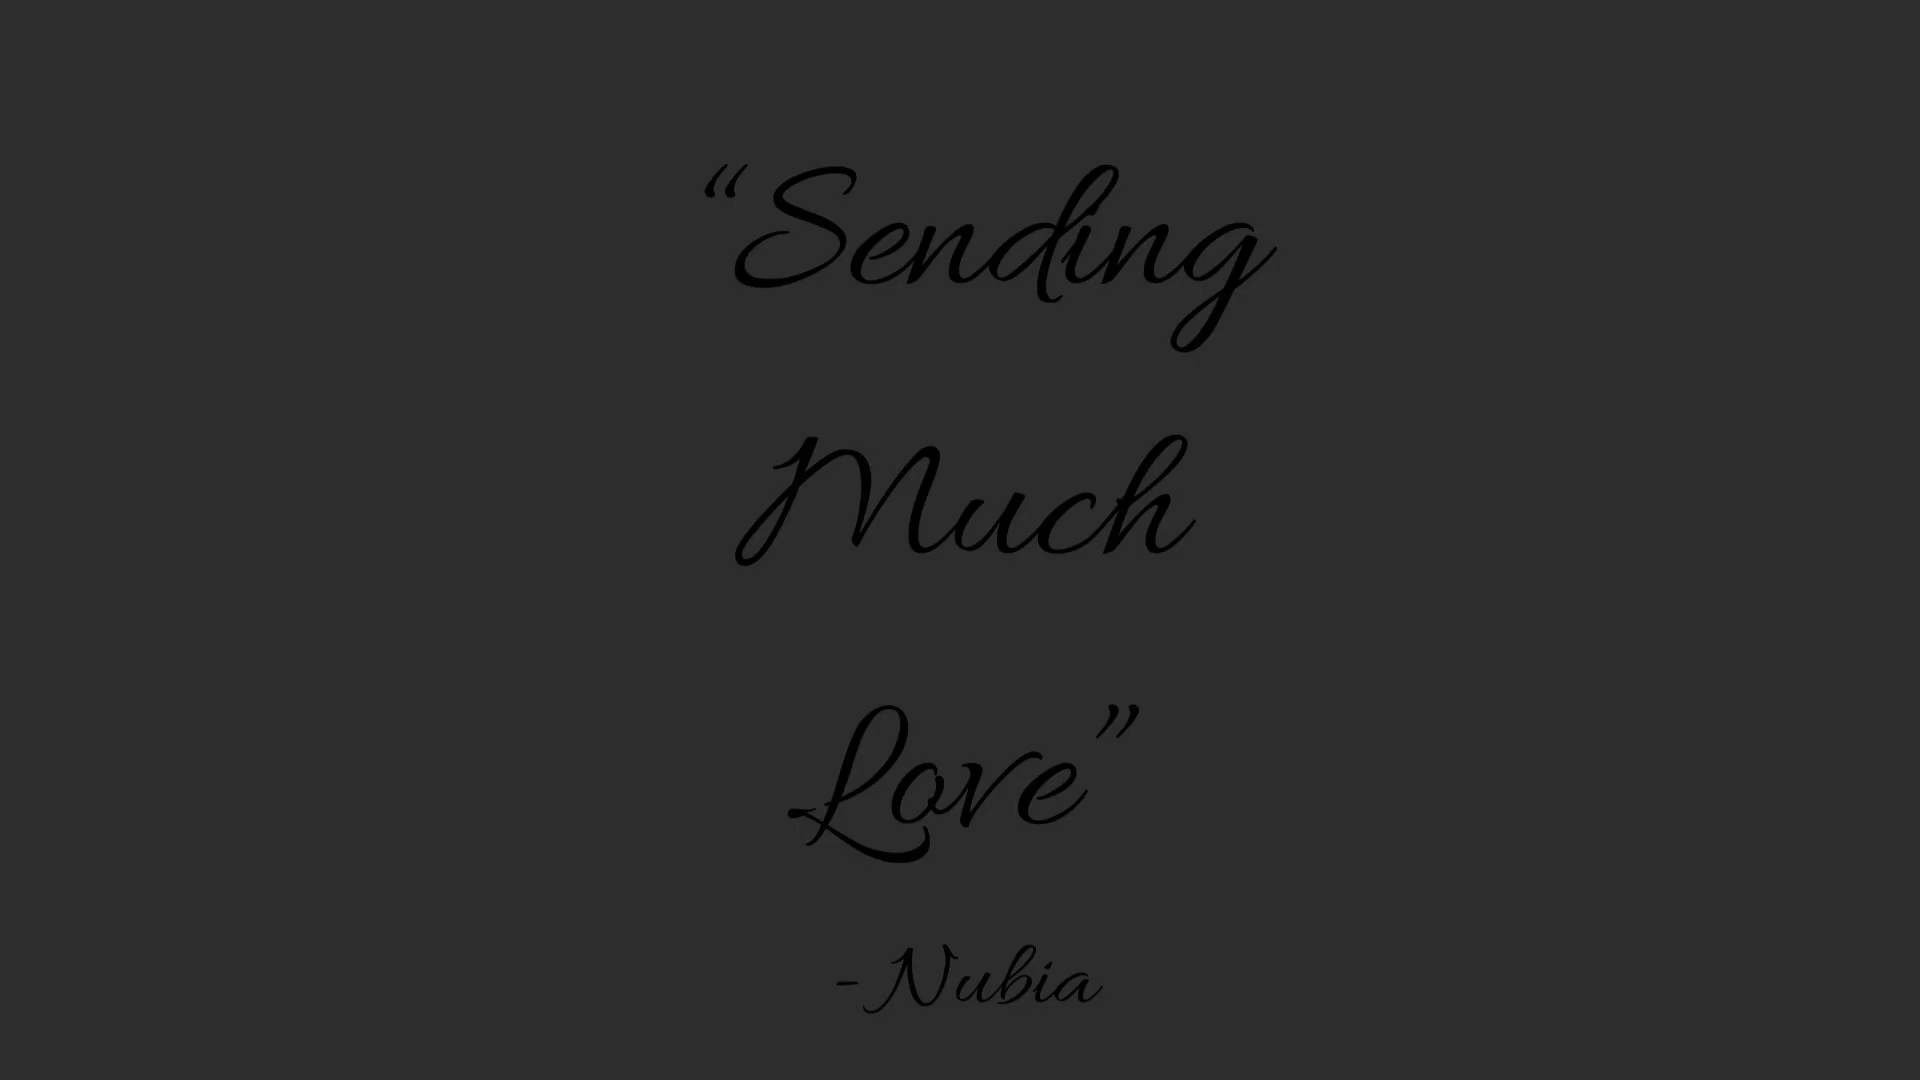 “Sending
Much
Love”
- Nubia